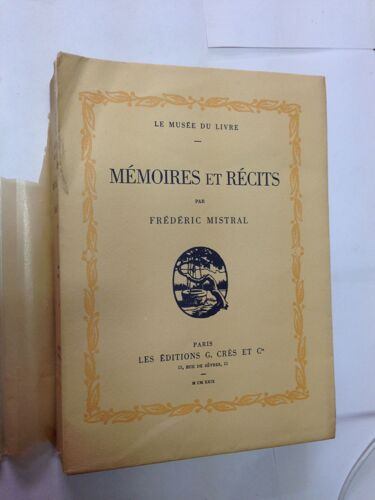 LE MUSÉE DU LIVRE
MÉMOIRES ET RÉCITS
PAR
FRÉDÉRIC MISTRAL
PARIS
LES ÉDITIONS G. CRÈS ET Cie
11, RUE DE SÈVRES, 11
M CM XXIX